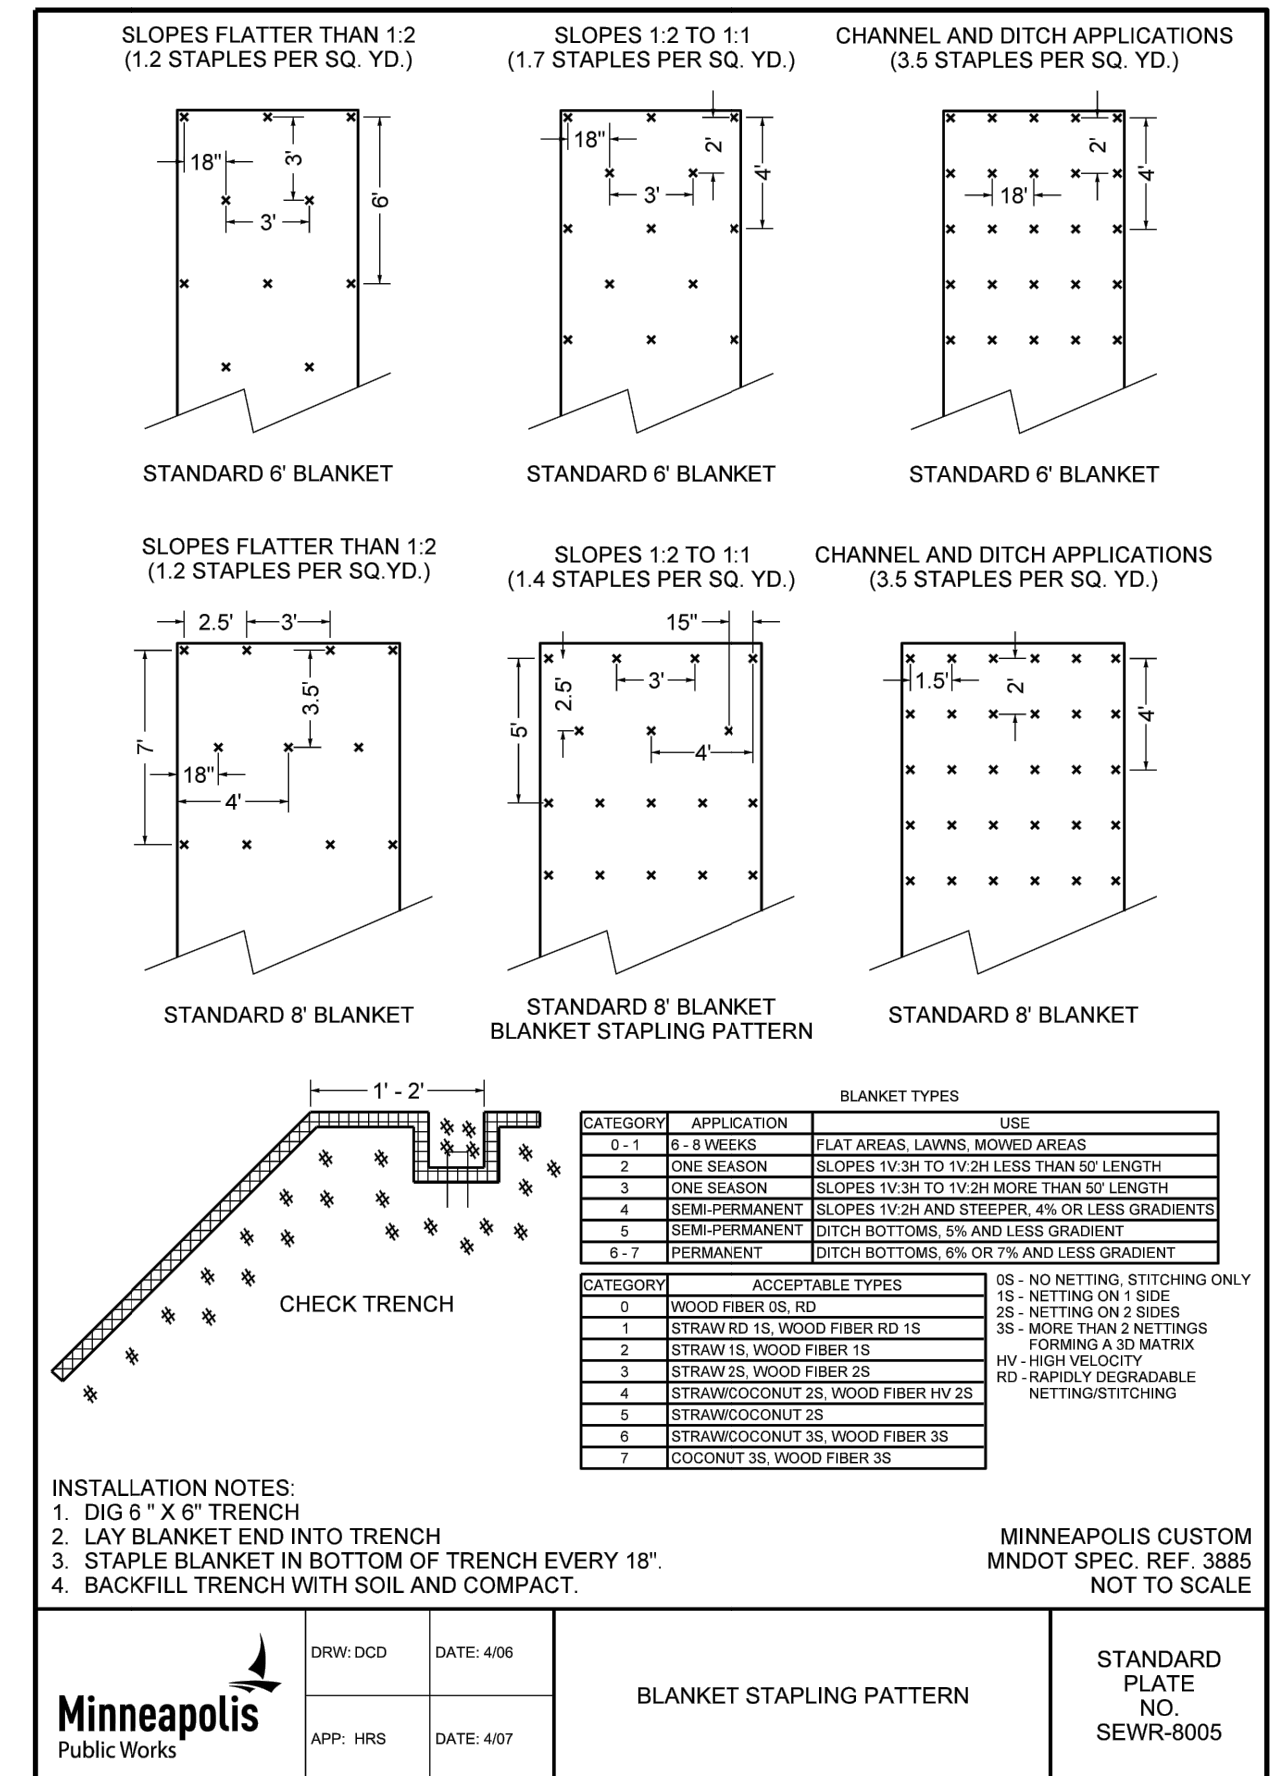 SLOPES FLATTER THAN 1:2
(1.2 STAPLES PER SQ. YD.)
18"
3'
3'
6'
STANDARD 6' BLANKET
SLOPES 1:2 TO 1:1
(1.7 STAPLES PER SQ. YD.)
18"
2'
3'
4'
STANDARD 6' BLANKET
CHANNEL AND DITCH APPLICATIONS
(3.5 STAPLES PER SQ. YD.)
2'
18'
4'
STANDARD 6' BLANKET
SLOPES FLATTER THAN 1:2
(1.2 STAPLES PER SQ.YD.)
2.5'
3'
3.5'
7'
18"
4'
STANDARD 8' BLANKET
SLOPES 1:2 TO 1:1
(1.4 STAPLES PER SQ. YD.)
15"
3'
2.5'
5'
4'
STANDARD 8' BLANKET
BLANKET STAPLING PATTERN
CHANNEL AND DITCH APPLICATIONS
(3.5 STAPLES PER SQ. YD.)
1.5'
2'
4'
STANDARD 8' BLANKET
1' - 2'
CHECK TRENCH
BLANKET TYPES
CATEGORY APPLICATION USE
0 - 1 6 - 8 WEEKS FLAT AREAS, LAWNS, MOWED AREAS
2 ONE SEASON SLOPES 1V:3H TO 1V:2H LESS THAN 50' LENGTH
3 ONE SEASON SLOPES 1V:3H TO 1V:2H MORE THAN 50' LENGTH
4 SEMI-PERMANENT SLOPES 1V:2H AND STEEPER, 4% OR LESS GRADIENTS
5 SEMI-PERMANENT DITCH BOTTOMS, 5% AND LESS GRADIENT
6 - 7 PERMANENT DITCH BOTTOMS, 6% OR 7% AND LESS GRADIENT
CATEGORY ACCEPTABLE TYPES
0 WOOD FIBER 0S, RD
1 STRAW RD 1S, WOOD FIBER RD 1S
2 STRAW 1S, WOOD FIBER 1S
3 STRAW 2S, WOOD FIBER 2S
4 STRAW/COCONUT 2S, WOOD FIBER HV 2S
5 STRAW/COCONUT 2S
6 STRAW/COCONUT 3S, WOOD FIBER 3S
7 COCONUT 3S, WOOD FIBER 3S
0S - NO NETTING, STITCHING ONLY
1S - NETTING ON 1 SIDE
2S - NETTING ON 2 SIDES
3S - MORE THAN 2 NETTINGS
FORMING A 3D MATRIX
HV - HIGH VELOCITY
RD - RAPIDLY DEGRADABLE
NETTING/STITCHING
INSTALLATION NOTES:
1. DIG 6 " X 6" TRENCH
2. LAY BLANKET END INTO TRENCH
3. STAPLE BLANKET IN BOTTOM OF TRENCH EVERY 18".
4. BACKFILL TRENCH WITH SOIL AND COMPACT.
MINNEAPOLIS CUSTOM
MNDOT SPEC. REF. 3885
NOT TO SCALE
Minneapolis
Public Works
DRW: DCD
DATE: 4/06
APP: HRS
DATE: 4/07
BLANKET STAPLING PATTERN
STANDARD
PLATE
NO.
SEWR-8005